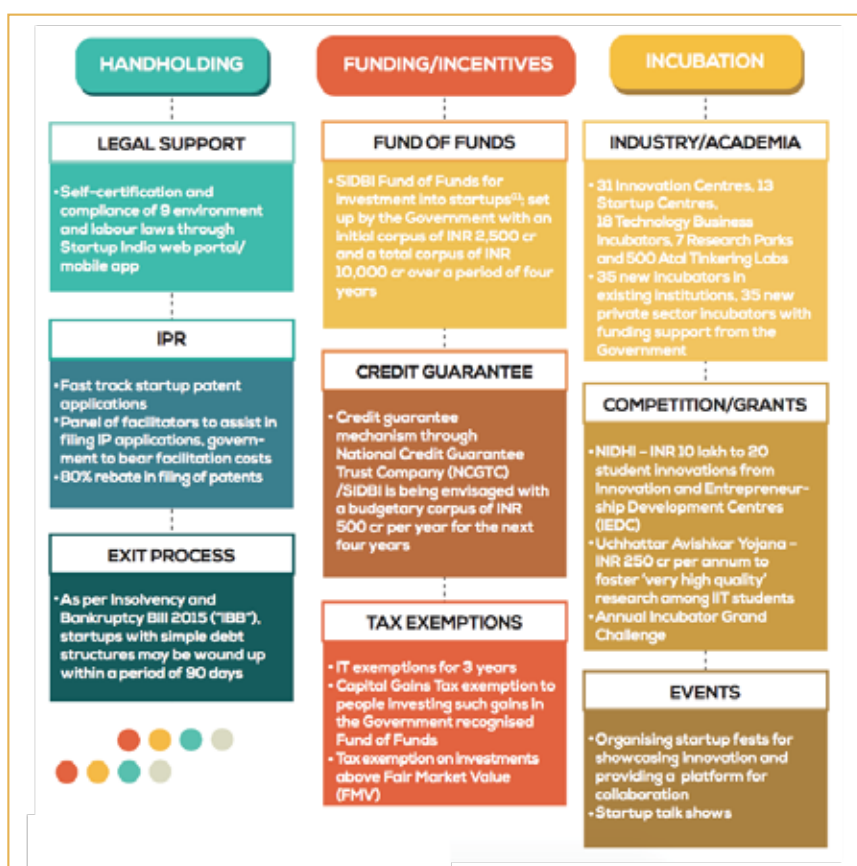 HANDHOLDING
LEGAL SUPPORT
• Self-certification and
compliance of 9 environment
and labour laws through
Startup India web portal/
mobile app
IPR
• Fast track startup patent
applications
• Panel of facilitators to assist in
filing IP applications, govern-
ment to bear facilitation costs
• 80% rebate in filing of patents
EXIT PROCESS
• As per Insolvency and
Bankruptcy Bill 2015 ("IBB"),
startups with simple debt
structures may be wound up
within a period of 90 days
FUNDING/INCENTIVES
FUND OF FUNDS
• SIDBI Fund of Funds for
investment into startups⁽²⁾; set
up by the Government with an
initial corpus of INR 2,500 cr
and a total corpus of INR
10,000 cr over a period of four
years
CREDIT GUARANTEE
• Credit guarantee
mechanism through
National Credit Guarantee
Trust Company (NCGTC)
/SIDBI is being envisaged with
a budgetary corpus of INR
500 cr per year for the next
four years
TAX EXEMPTIONS
• IT exemptions for 3 years
• Capital Gains Tax exemption to
people investing such gains in
the Government recognised
Fund of Funds
• Tax exemption on investments
above Fair Market Value
(FMV)
INCUBATION
INDUSTRY/ACADEMIA
• 31 Innovation Centres, 13
Startup Centres,
18 Technology Business
Incubators, 7 Research Parks
and 500 Atal Tinkering Labs
• 35 new incubators in
existing institutions, 35 new
private sector incubators with
funding support from the
Government
COMPETITION/GRANTS
• NIDHI – INR 10 lakh to 20
student innovations from
Innovation and Entrepreneur-
ship Development Centres
(IEDC)
• Uchhattar Avishkar Yojana –
INR 250 cr per annum to
foster 'very high quality'
research among IIT students
• Annual Incubator Grand
Challenge
EVENTS
• Organising startup fests for
showcasing innovation and
providing a platform for
collaboration
• Startup talk shows